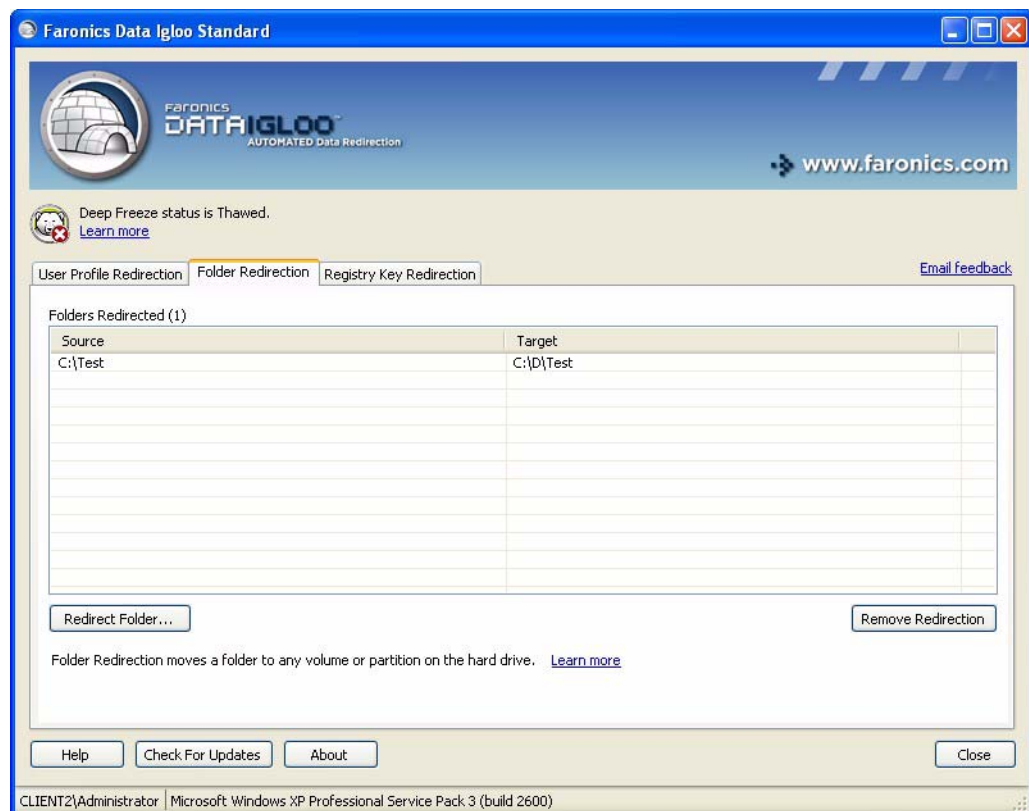 Faronics Data Igloo Standard
Faronics
DATAIGLOO™
AUTOMATED Data Redirection
www.faronics.com
Deep Freeze status is Thawed.
Learn more
User Profile Redirection Folder Redirection Registry Key Redirection Email feedback
Folders Redirected (1)
Source Target
C:\Test C:\D\Test
Redirect Folder... Remove Redirection
Folder Redirection moves a folder to any volume or partition on the hard drive. Learn more
Help Check For Updates About Close
CLIENT2\Administrator Microsoft Windows XP Professional Service Pack 3 (build 2600)